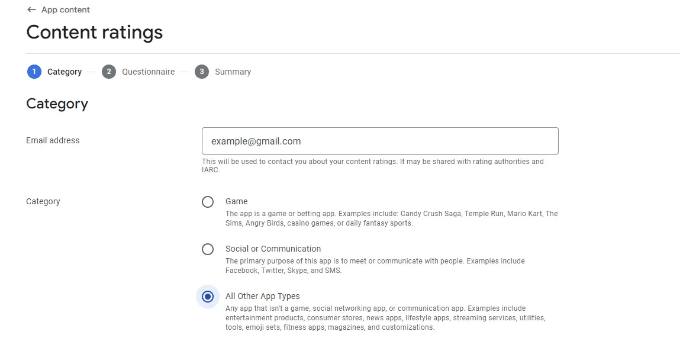 ← App content
Content ratings
1 Category 2 Questionnaire 3 Summary
Category
Email address
example@gmail.com
This will be used to contact you about your content ratings. It may be shared with rating authorities and
IARC.
Category
Game
The app is a game or betting app. Examples include: Candy Crush Saga, Temple Run, Mario Kart, The
Sims, Angry Birds, casino games, or daily fantasy sports.
Social or Communication
The primary purpose of this app is to meet or communicate with people. Examples include
Facebook, Twitter, Skype, and SMS.
All Other App Types
Any app that isn't a game, social networking app, or communication app. Examples include
entertainment products, consumer stores, news apps, lifestyle apps, streaming services, utilities,
tools, emoji sets, fitness apps, magazines, and customizations.